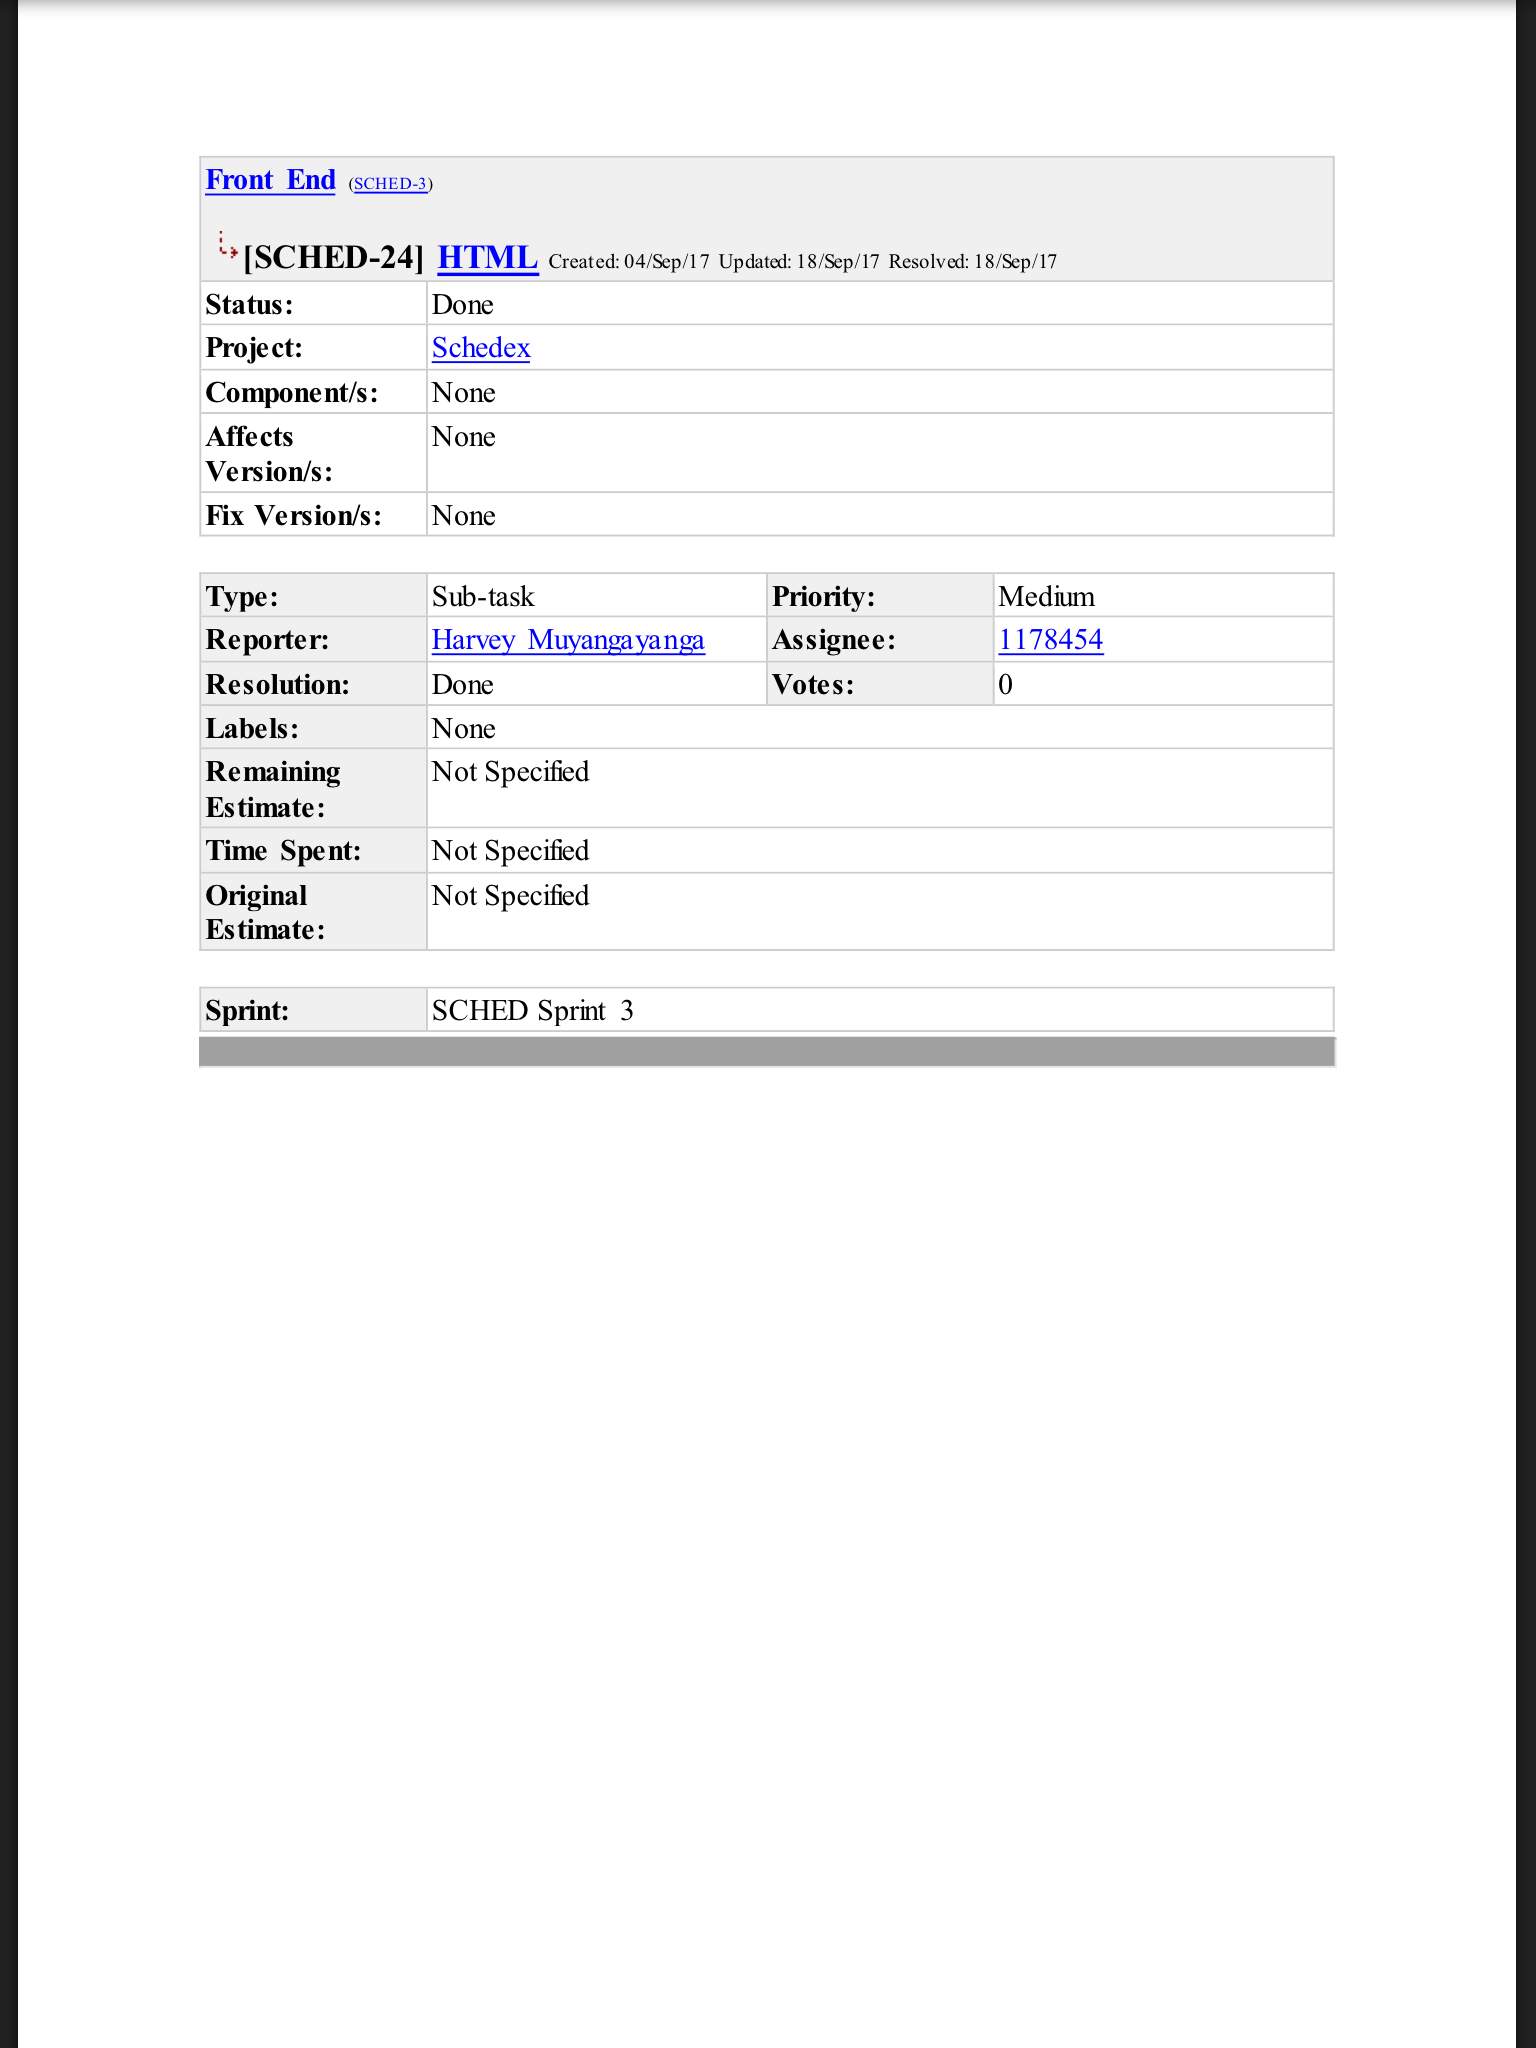 Front End (SCHED-3)
[SCHED-24] HTML Created: 04/Sep/17 Updated: 18/Sep/17 Resolved: 18/Sep/17
Status: Done
Project: Schedex
Component/s: None
Affects None
Version/s:
Fix Version/s: None
Type: Sub-task Priority: Medium
Reporter: Harvey Muyangayanga Assignee: 1178454
Resolution: Done Votes: 0
Labels: None
Remaining Not Specified
Estimate:
Time Spent: Not Specified
Original Not Specified
Estimate:
Sprint: SCHED Sprint 3